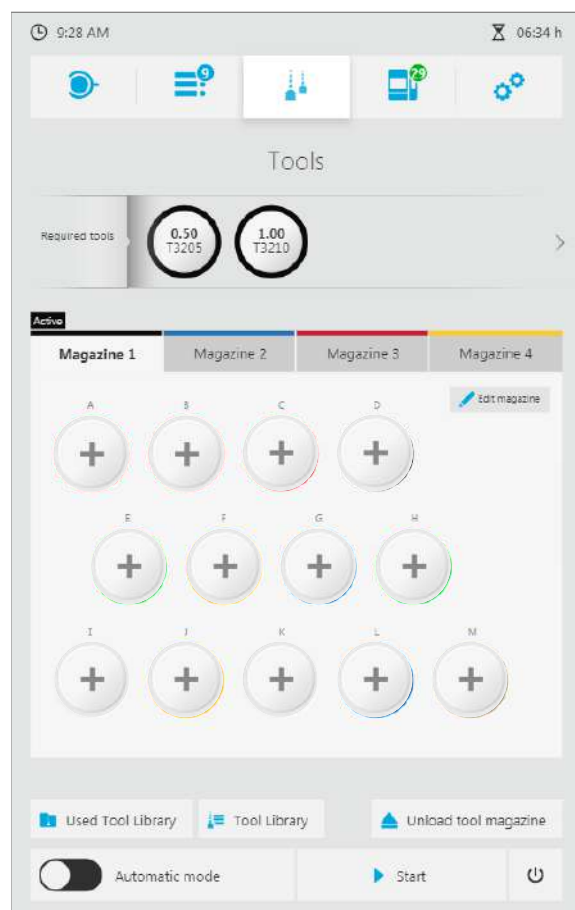 9:28 AM 06:34 h
9 29
Tools
Required tools
0.50 1.00
T3205 T3210
Active
Magazine 1 Magazine 2 Magazine 3 Magazine 4
Edit magazine
A B C D
E F G H
I J K L M
Used Tool Library Tool Library Unload tool magazine
Automatic mode Start